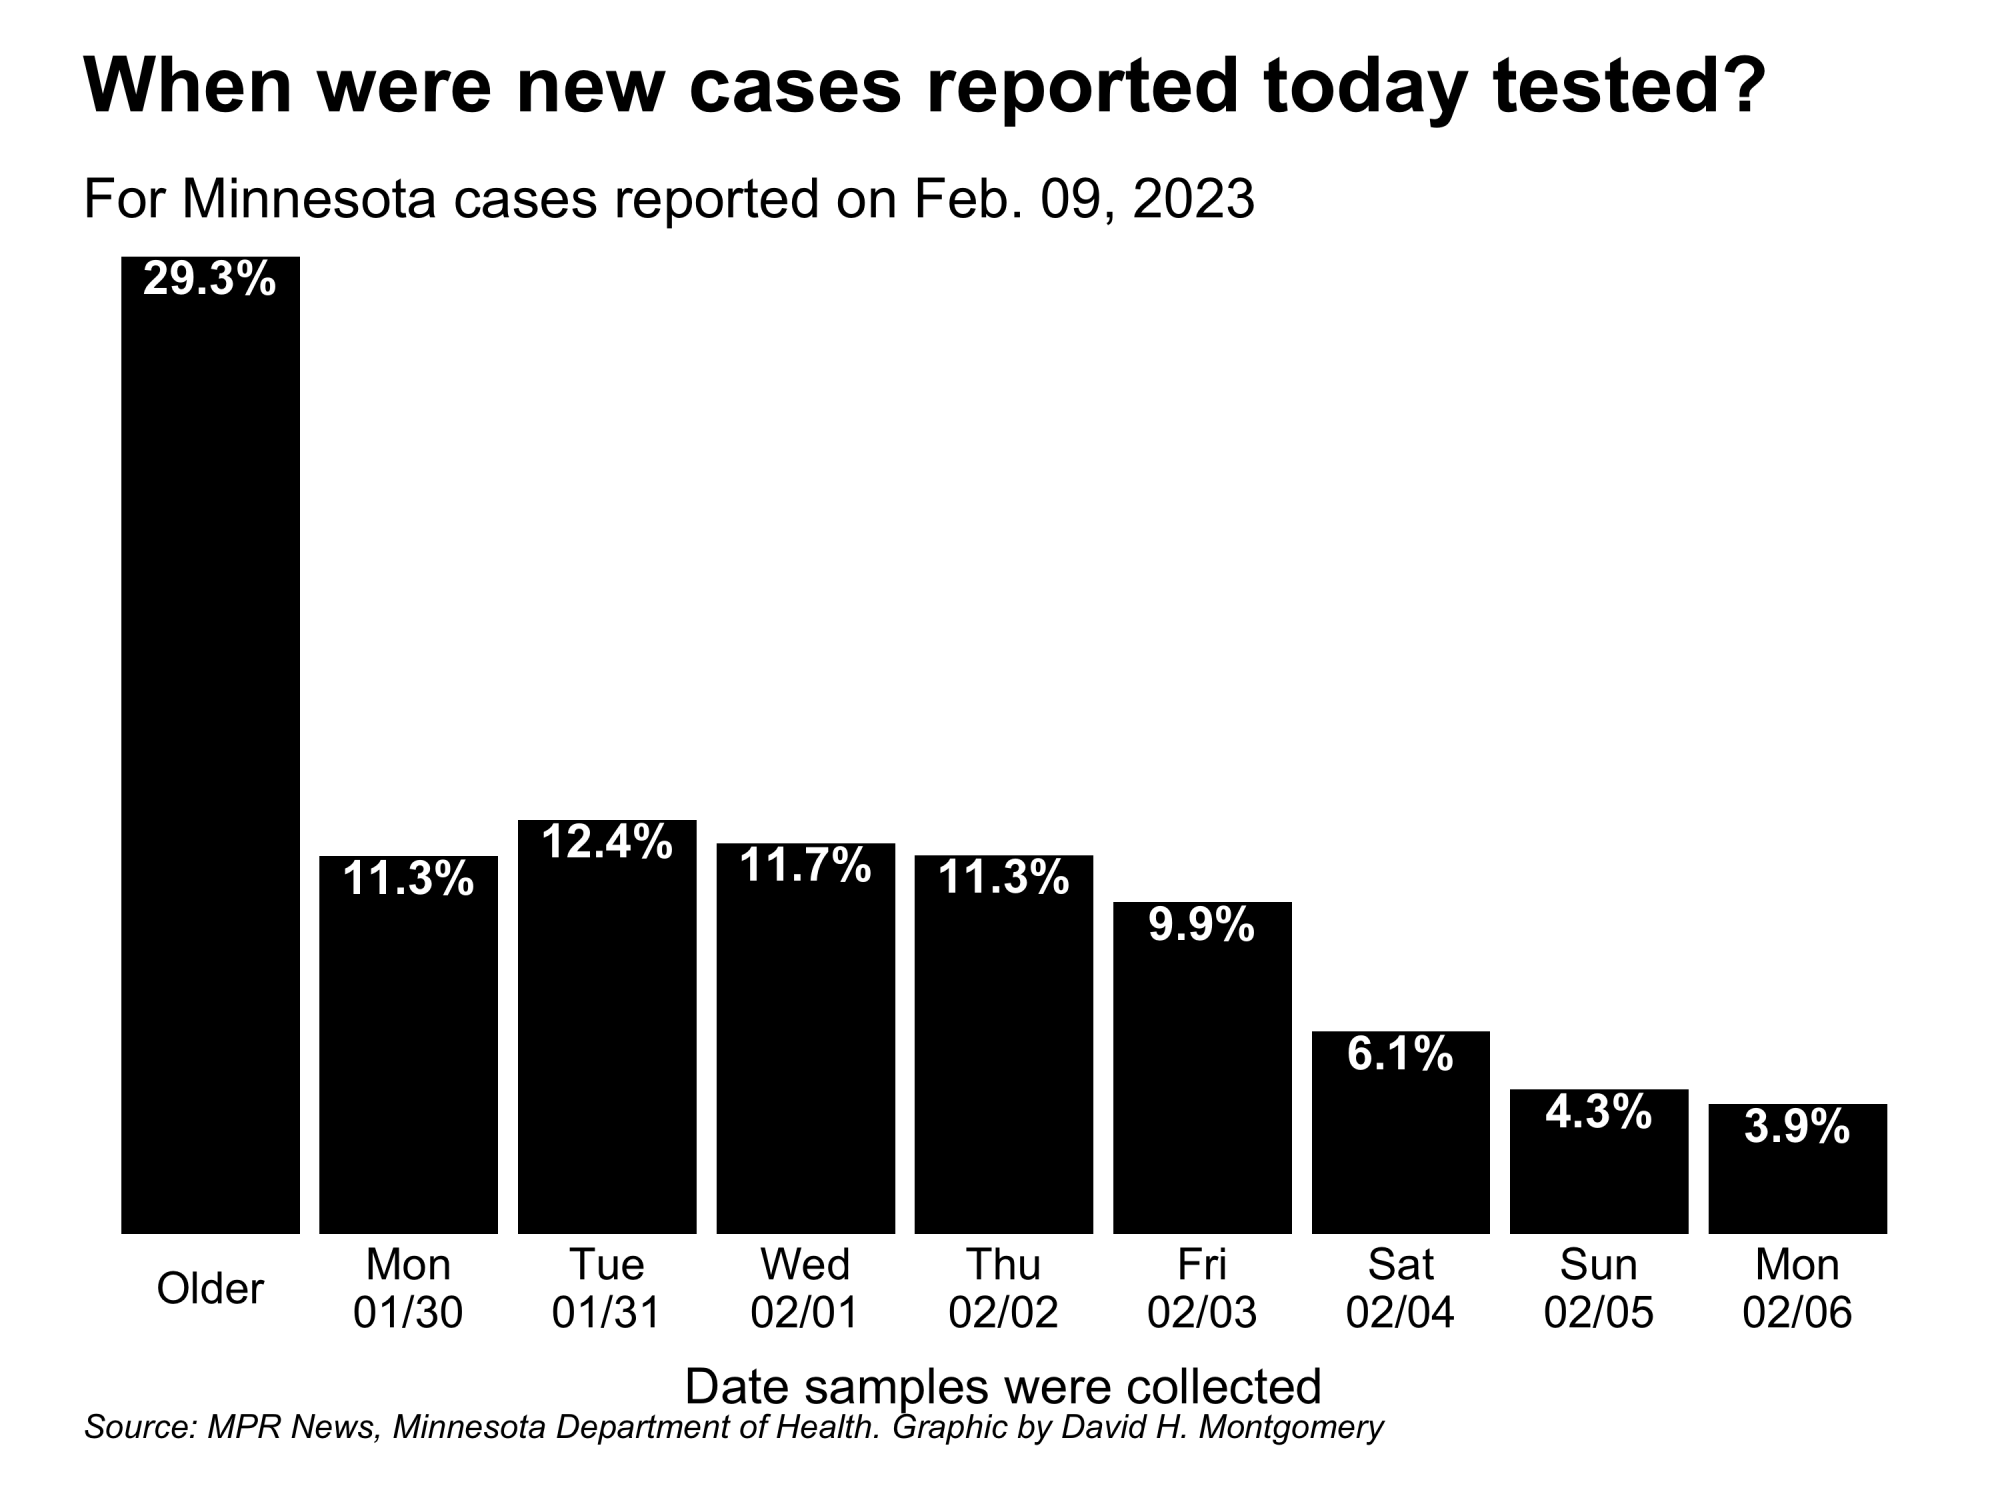 When were new cases reported today tested?
For Minnesota cases reported on Feb. 09, 2023
29.3%
11.3%
12.4%
11.7%
11.3%
9.9%
6.1%
4.3%
3.9%
Older
Mon
01/30
Tue
01/31
Wed
02/01
Thu
02/02
Fri
02/03
Sat
02/04
Sun
02/05
Mon
02/06
Date samples were collected
Source: MPR News, Minnesota Department of Health. Graphic by David H. Montgomery